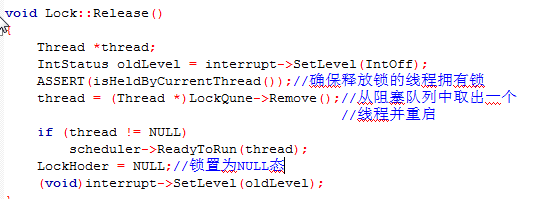 void Lock::Release()
{
Thread *thread;
IntStatus oldLevel = interrupt->SetLevel(IntOff);
ASSERT(isHeldByCurrentThread());//确保释放锁的线程拥有锁
thread = (Thread *)LockQune->Remove();//从阻塞队列中取出一个
//线程并重启
if (thread != NULL)
scheduler->ReadyToRun(thread);
LockHoder = NULL;//锁置为NULL态
(void)interrupt->SetLevel(oldLevel);